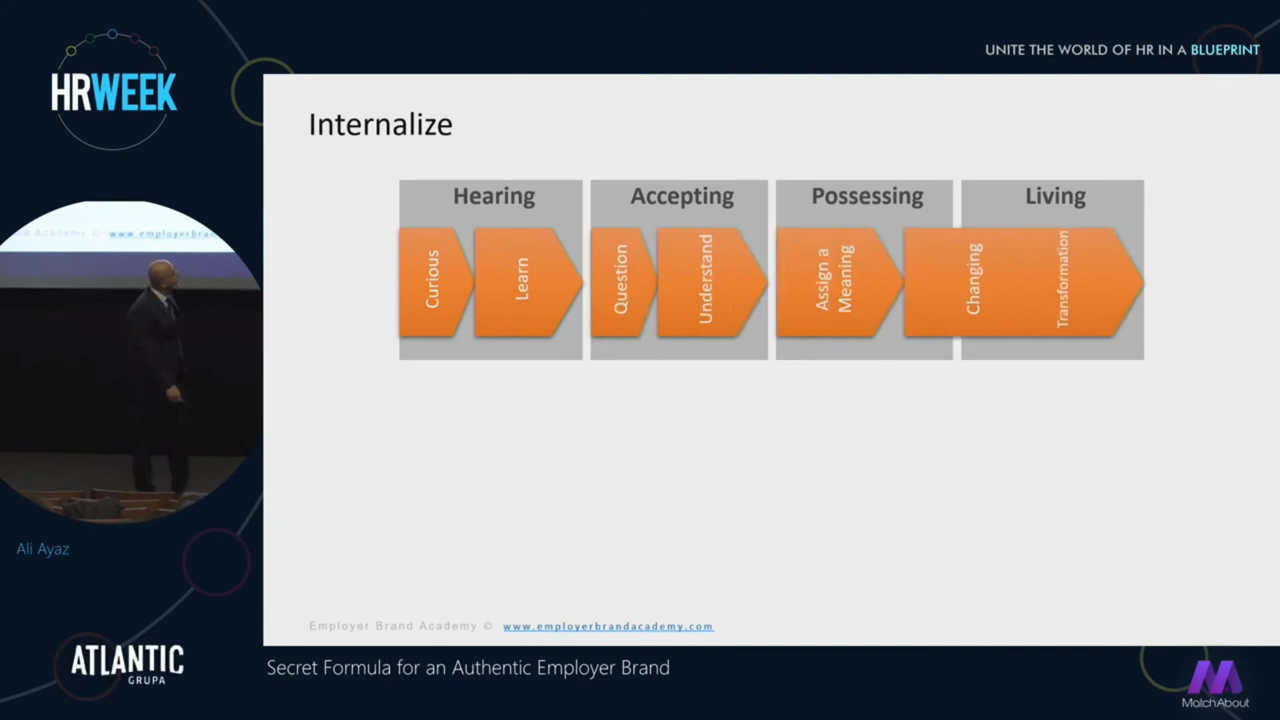 HRWEEK
UNITE THE WORLD OF HR IN A BLUEPRINT
Internalize
Hearing
Curious
Learn
Accepting
Question
Understand
Possessing
Assign a
Meaning
Living
Changing
Transformation
www.employerbra
Ali Ayaz
Employer Brand Academy © www.employerbrandacademy.com
ATLANTIC
GRUPA
Secret Formula for an Authentic Employer Brand
MatchAbout